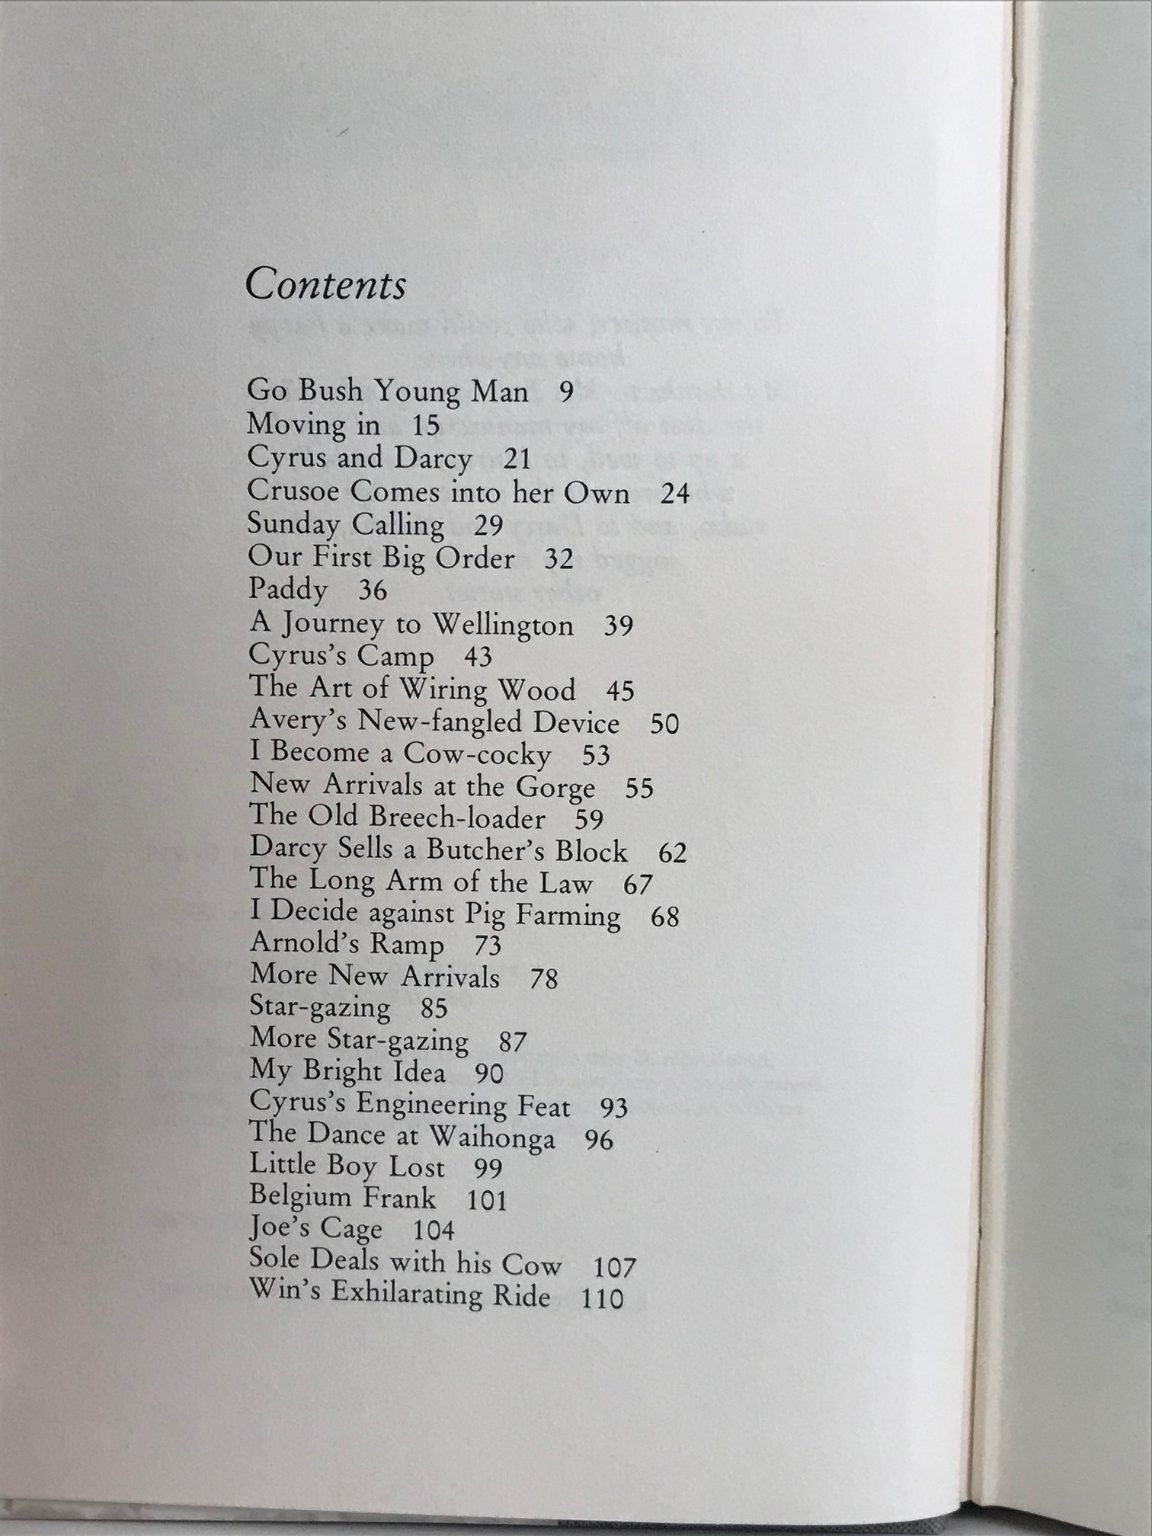 Contents
Go Bush Young Man 9
Moving in 15
Cyrus and Darcy 21
Crusoe Comes into her Own 24
Sunday Calling 29
Our First Big Order 32
Paddy 36
A Journey to Wellington 39
Cyrus's Camp 43
The Art of Wiring Wood 45
Avery's New-fangled Device 50
I Become a Cow-cocky 53
New Arrivals at the Gorge 55
The Old Breech-loader 59
Darcy Sells a Butcher's Block 62
The Long Arm of the Law 67
I Decide against Pig Farming 68
Arnold's Ramp 73
More New Arrivals 78
Star-gazing 85
More Star-gazing 87
My Bright Idea 90
Cyrus's Engineering Feat 93
The Dance at Waihonga 96
Little Boy Lost 99
Belgium Frank 101
Joe's Cage 104
Sole Deals with his Cow 107
Win's Exhilarating Ride 110